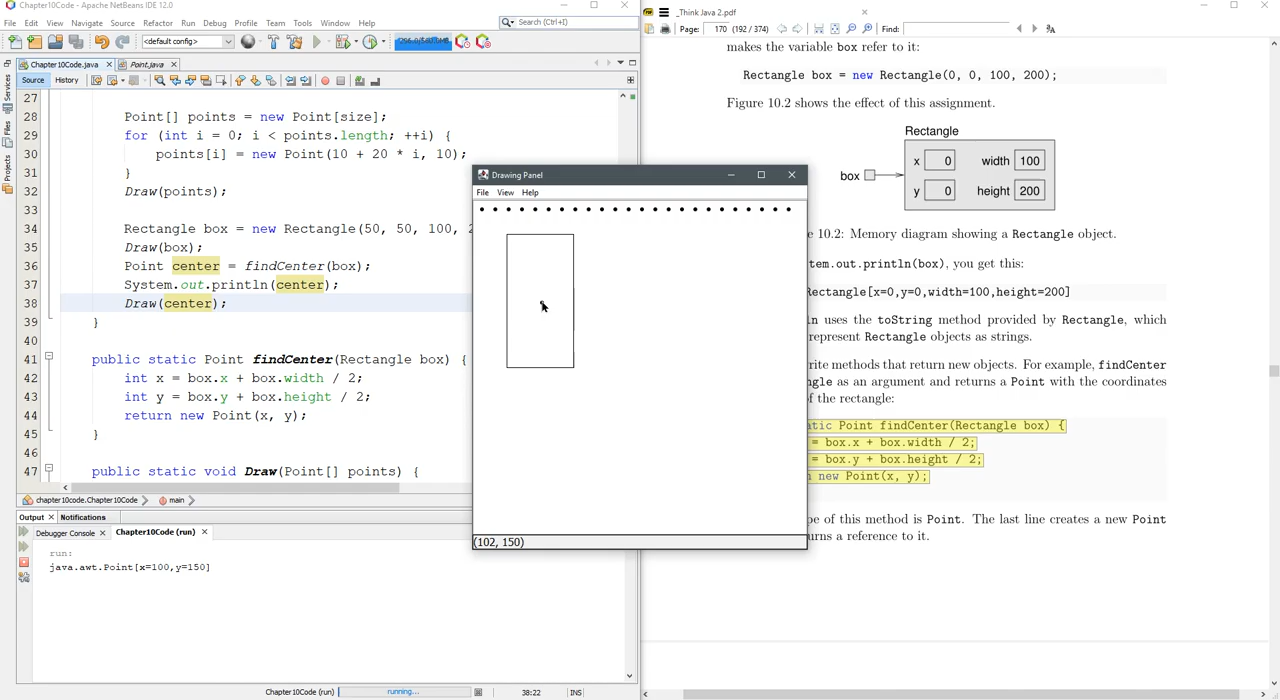 Chapter10Code - Apache NetBeans IDE 12.0
File Edit View Navigate Source Refactor Run Debug Profile Team Tools Window Help
Search (Ctrl+I)
<default config>
Chapter10Code.java
Point.java
Source History
Services
Files
Projects
27
28 Point[] points = new Point[size];
29 for (int i = 0; i < points.length; ++i) {
30 points[i] = new Point(10 + 20 * i, 10);
31 }
32 Draw(points);
33
34 Rectangle box = new Rectangle(50, 50, 100, 2
35 Draw(box);
36 Point center = findCenter(box);
37 System.out.println(center);
38 Draw(center);
39 }
40
41 public static Point findCenter(Rectangle box) {
42 int x = box.x + box.width / 2;
43 int y = box.y + box.height / 2;
44 return new Point(x, y);
45 }
46
47 public static void Draw(Point[] points) {
chapter10code.Chapter10Code
main
Output Notifications
Debugger Console Chapter10Code (run)
run:
java.awt.Point[x=100,y=150]
Chapter10Code (run) running... 38:22 INS
Drawing Panel
File View Help
(102, 150)
_Think Java 2.pdf
Page: 170 (192 / 374) Find:
makes the variable box refer to it:
Rectangle box = new Rectangle(0, 0, 100, 200);
Figure 10.2 shows the effect of this assignment.
Rectangle
x 0 width 100
box
y 0 height 200
e 10.2: Memory diagram showing a Rectangle object.
tem.out.println(box), you get this:
Rectangle[x=0,y=0,width=100,height=200]
ln uses the toString method provided by Rectangle, which
represent Rectangle objects as strings.
rite methods that return new objects. For example, findCenter
ngle as an argument and returns a Point with the coordinates
of the rectangle:
tatic Point findCenter(Rectangle box) {
= box.x + box.width / 2;
= box.y + box.height / 2;
n new Point(x, y);
pe of this method is Point. The last line creates a new Point
urns a reference to it.